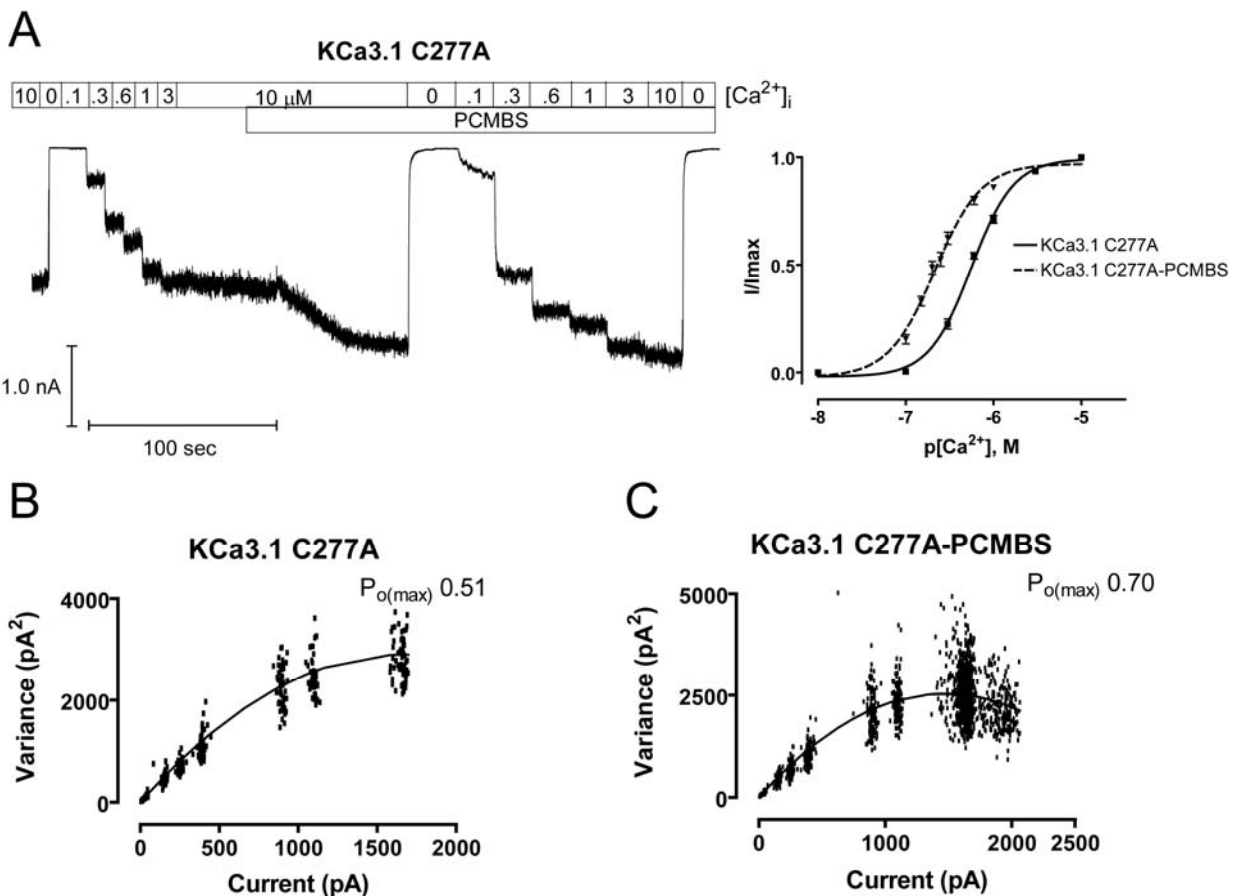 A
KCa3.1 C277A
10 0 .1 .3 .6 1 3 10 μM 0 .1 .3 .6 1 3 10 0 [Ca²⁺]ᵢ
PCMBS
1.0 nA
100 sec
I/Imax
1.0
0.5
0.0
-8 -7 -6 -5
p[Ca²⁺], M
KCa3.1 C277A
KCa3.1 C277A-PCMBS
B
KCa3.1 C277A
Pₒ₍ₘₐₓ₎ 0.51
Variance (pA²)
4000
2000
0
0 500 1000 1500 2000
Current (pA)
C
KCa3.1 C277A-PCMBS
Pₒ₍ₘₐₓ₎ 0.70
Variance (pA²)
5000
2500
0
0 1000 2000 2500
Current (pA)